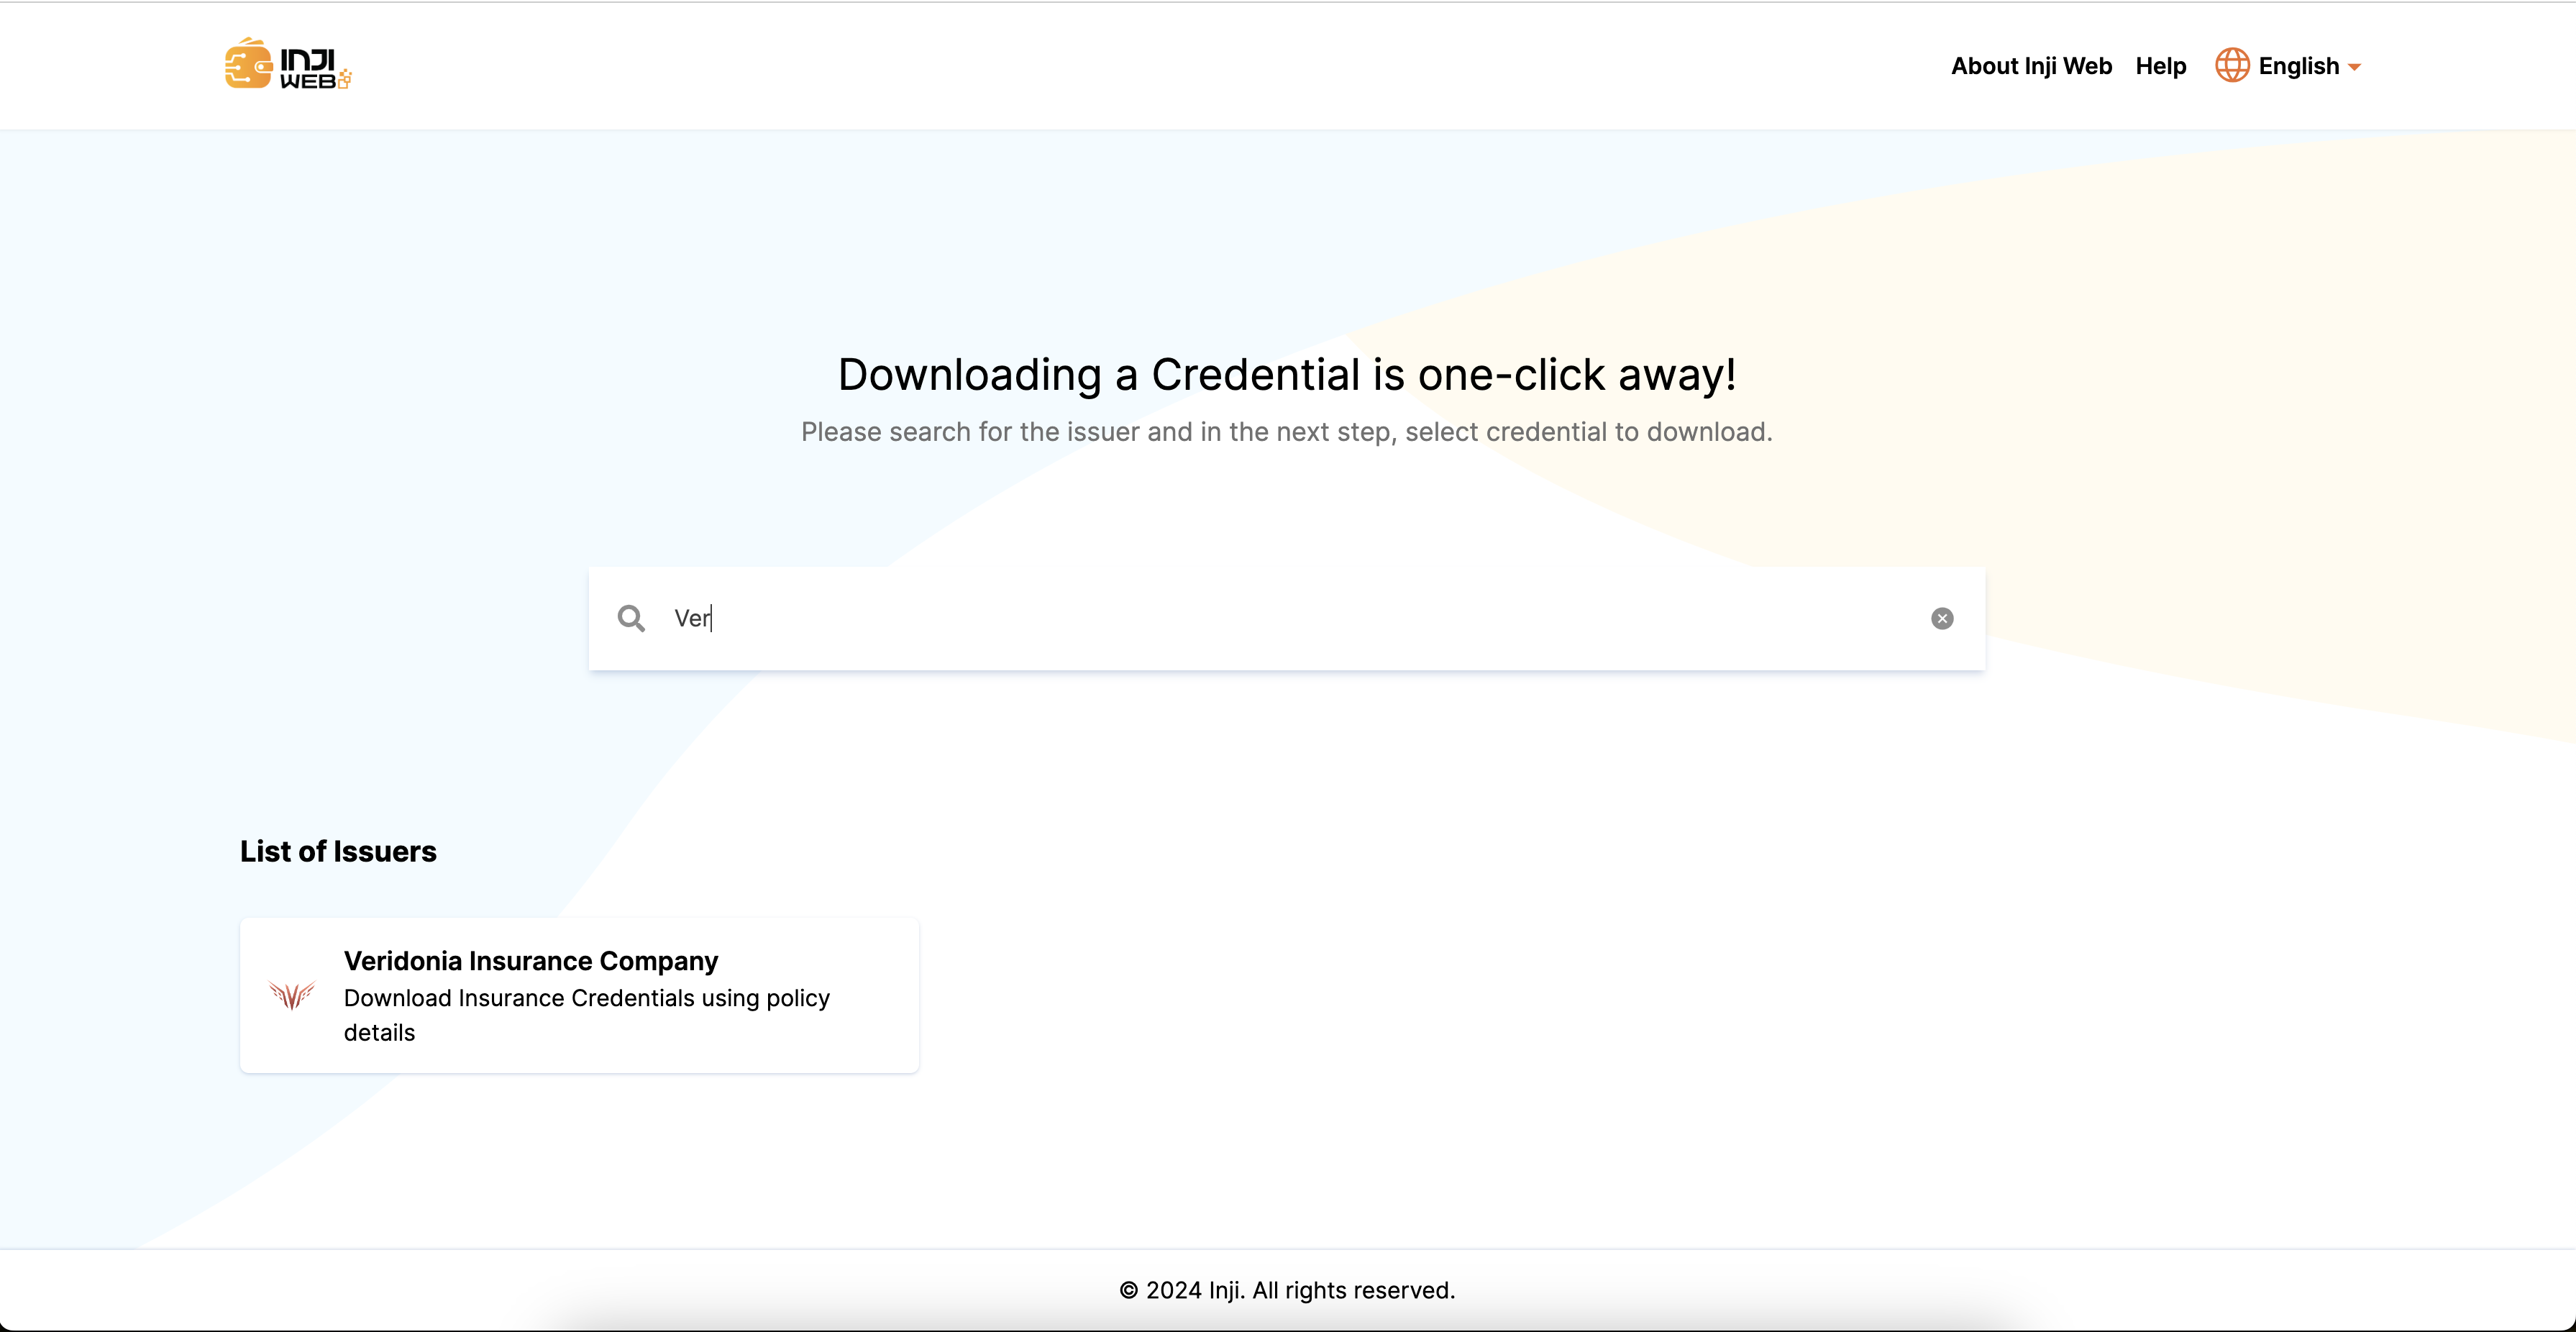 INJI
WEB
About Inji Web Help English
Downloading a Credential is one-click away!
Please search for the issuer and in the next step, select credential to download.
Ver
List of Issuers
Veridonia Insurance Company
Download Insurance Credentials using policy
details
© 2024 Inji. All rights reserved.